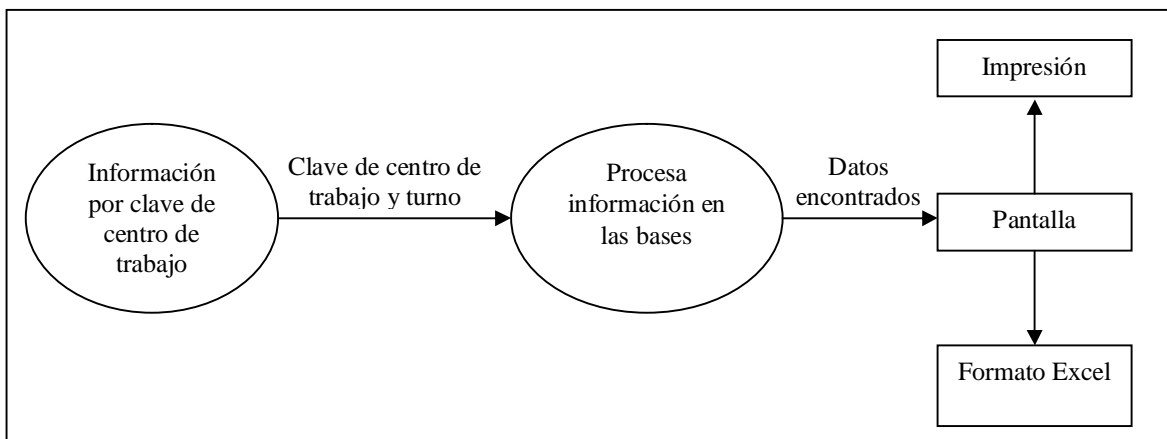 Información
por clave de
centro de
trabajo
Clave de centro de
trabajo y turno
Procesa
información en
las bases
Datos
encontrados
Impresión
Pantalla
Formato Excel